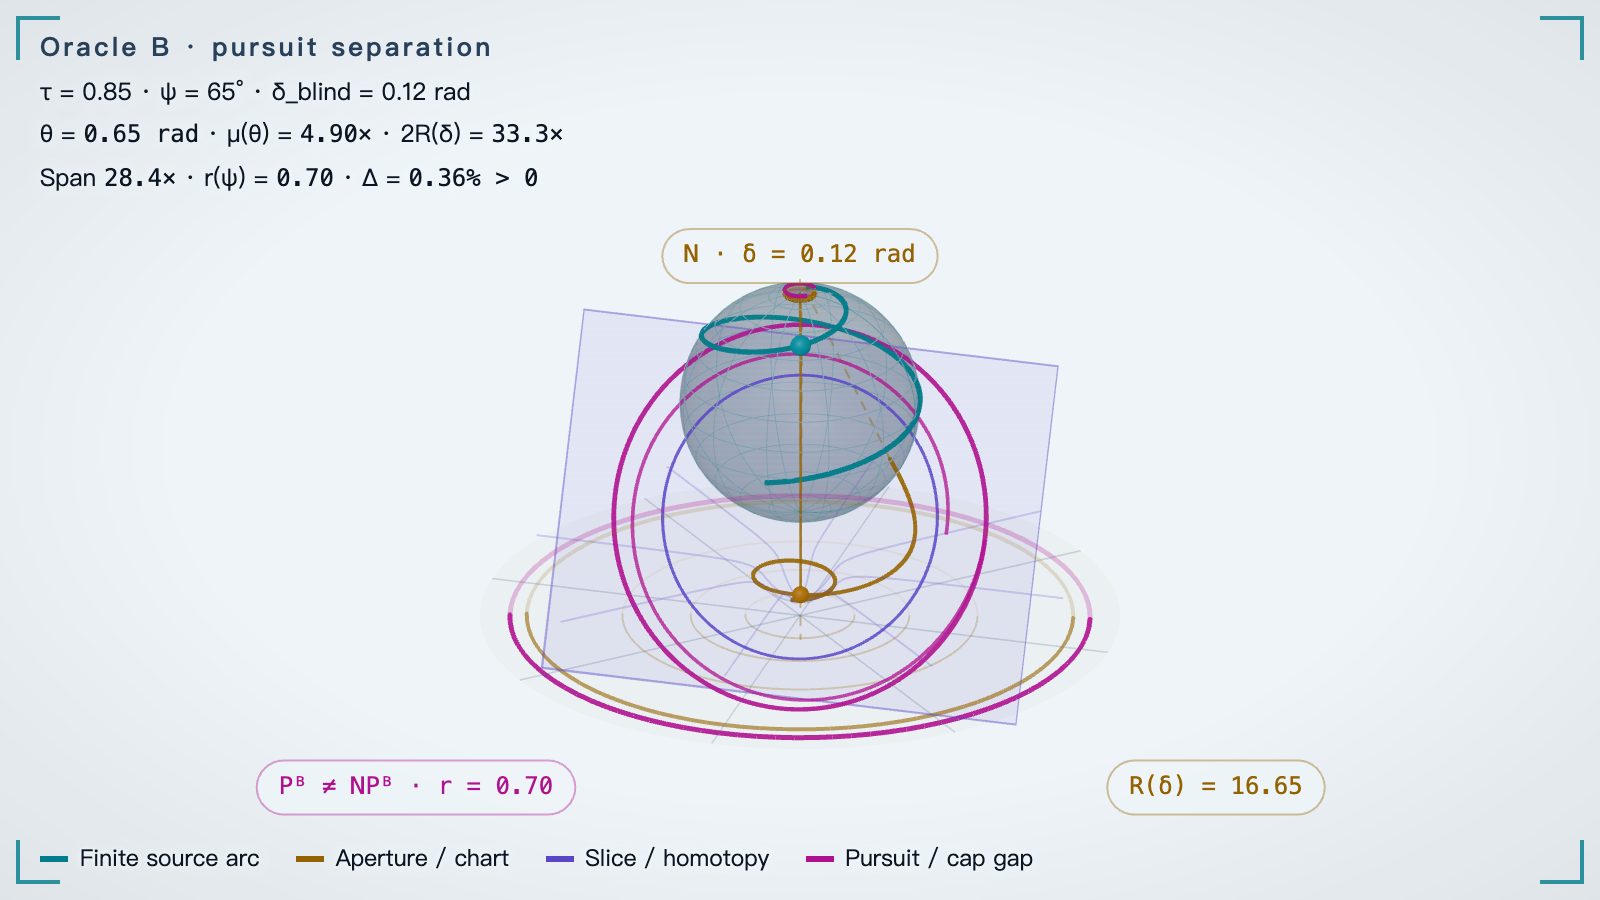 Oracle B · pursuit separation
τ = 0.85 · ψ = 65° · δ_blind = 0.12 rad
θ = 0.65 rad · μ(θ) = 4.90× · 2R(δ) = 33.3×
Span 28.4× · r(ψ) = 0.70 · Δ = 0.36% > 0
N · δ = 0.12 rad
Pᴮ ≠ NPᴮ · r = 0.70
R(δ) = 16.65
Finite source arc
Aperture / chart
Slice / homotopy
Pursuit / cap gap